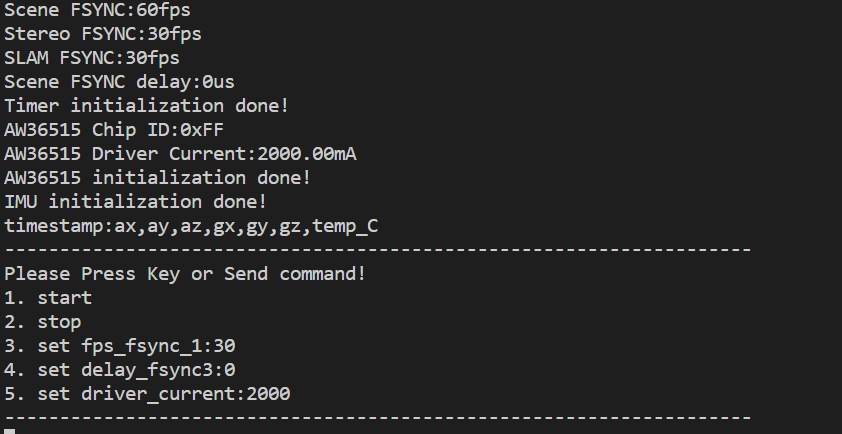 Scene FSYNC:60fps
Stereo FSYNC:30fps
SLAM FSYNC:30fps
Scene FSYNC delay:0us
Timer initialization done!
AW36515 Chip ID:0xFF
AW36515 Driver Current:2000.00mA
AW36515 initialization done!
IMU initialization done!
timestamp:ax,ay,az,gx,gy,gz,temp_C
--------------------------------------------------------------------
Please Press Key or Send command!
1. start
2. stop
3. set fps_fsync_1:30
4. set delay_fsync3:0
5. set driver_current:2000
--------------------------------------------------------------------